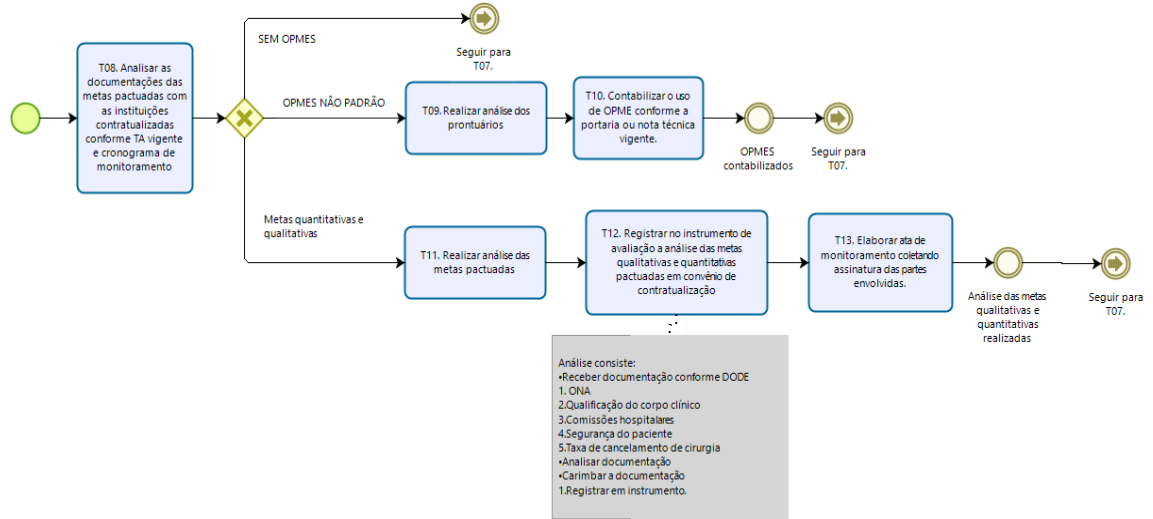 SEM OPMES
Seguir para
T07.
T08. Analisar as
documentações das
metas pactuadas com
as instituições
contratualizadas
conforme TA vigente
e cronograma de
monitoramento
OPMES NÃO PADRÃO
T09. Realizar análise dos
prontuários
T10. Contabilizar o uso
de OPME conforme a
portaria ou nota técnica
vigente.
OPMES
contabilizados
Seguir para
T07.
Metas quantitativas e
qualitativas
T11. Realizar análise das
metas pactuadas
T12. Registrar no instrumento de
avaliação a análise das metas
qualitativas e quantitativas
pactuadas em convênio de
contratualização
T13. Elaborar ata de
monitoramento coletando
assinatura das partes
envolvidas.
Análise das metas
qualitativas e
quantitativas
realizadas
Seguir para
T07.
Análise consiste:
•Receber documentação conforme DODE
1. ONA
2.Qualificação do corpo clínico
3.Comissões hospitalares
4.Segurança do paciente
5.Taxa de cancelamento de cirurgia
•Analisar documentação
•Carimbar a documentação
1.Registrar em instrumento.